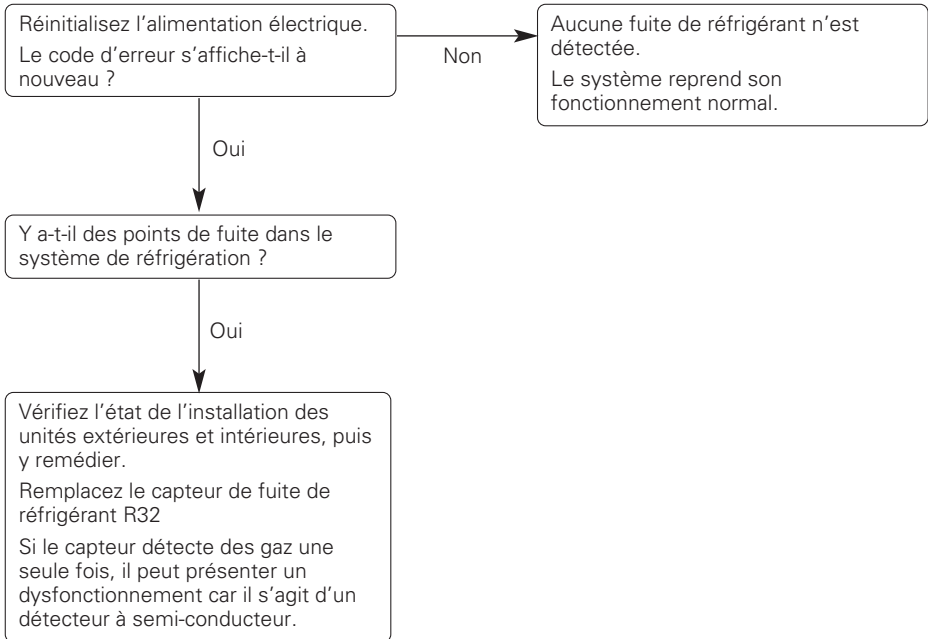 Réinitialisez l’alimentation électrique.
Le code d’erreur s’affiche-t-il à
nouveau ?
Non
Aucune fuite de réfrigérant n’est
détectée.
Le système reprend son
fonctionnement normal.
Oui
Y a-t-il des points de fuite dans le
système de réfrigération ?
Oui
Vérifiez l’état de l’installation des
unités extérieures et intérieures, puis
y remédier.
Remplacez le capteur de fuite de
réfrigérant R32
Si le capteur détecte des gaz une
seule fois, il peut présenter un
dysfonctionnement car il s’agit d’un
détecteur à semi-conducteur.